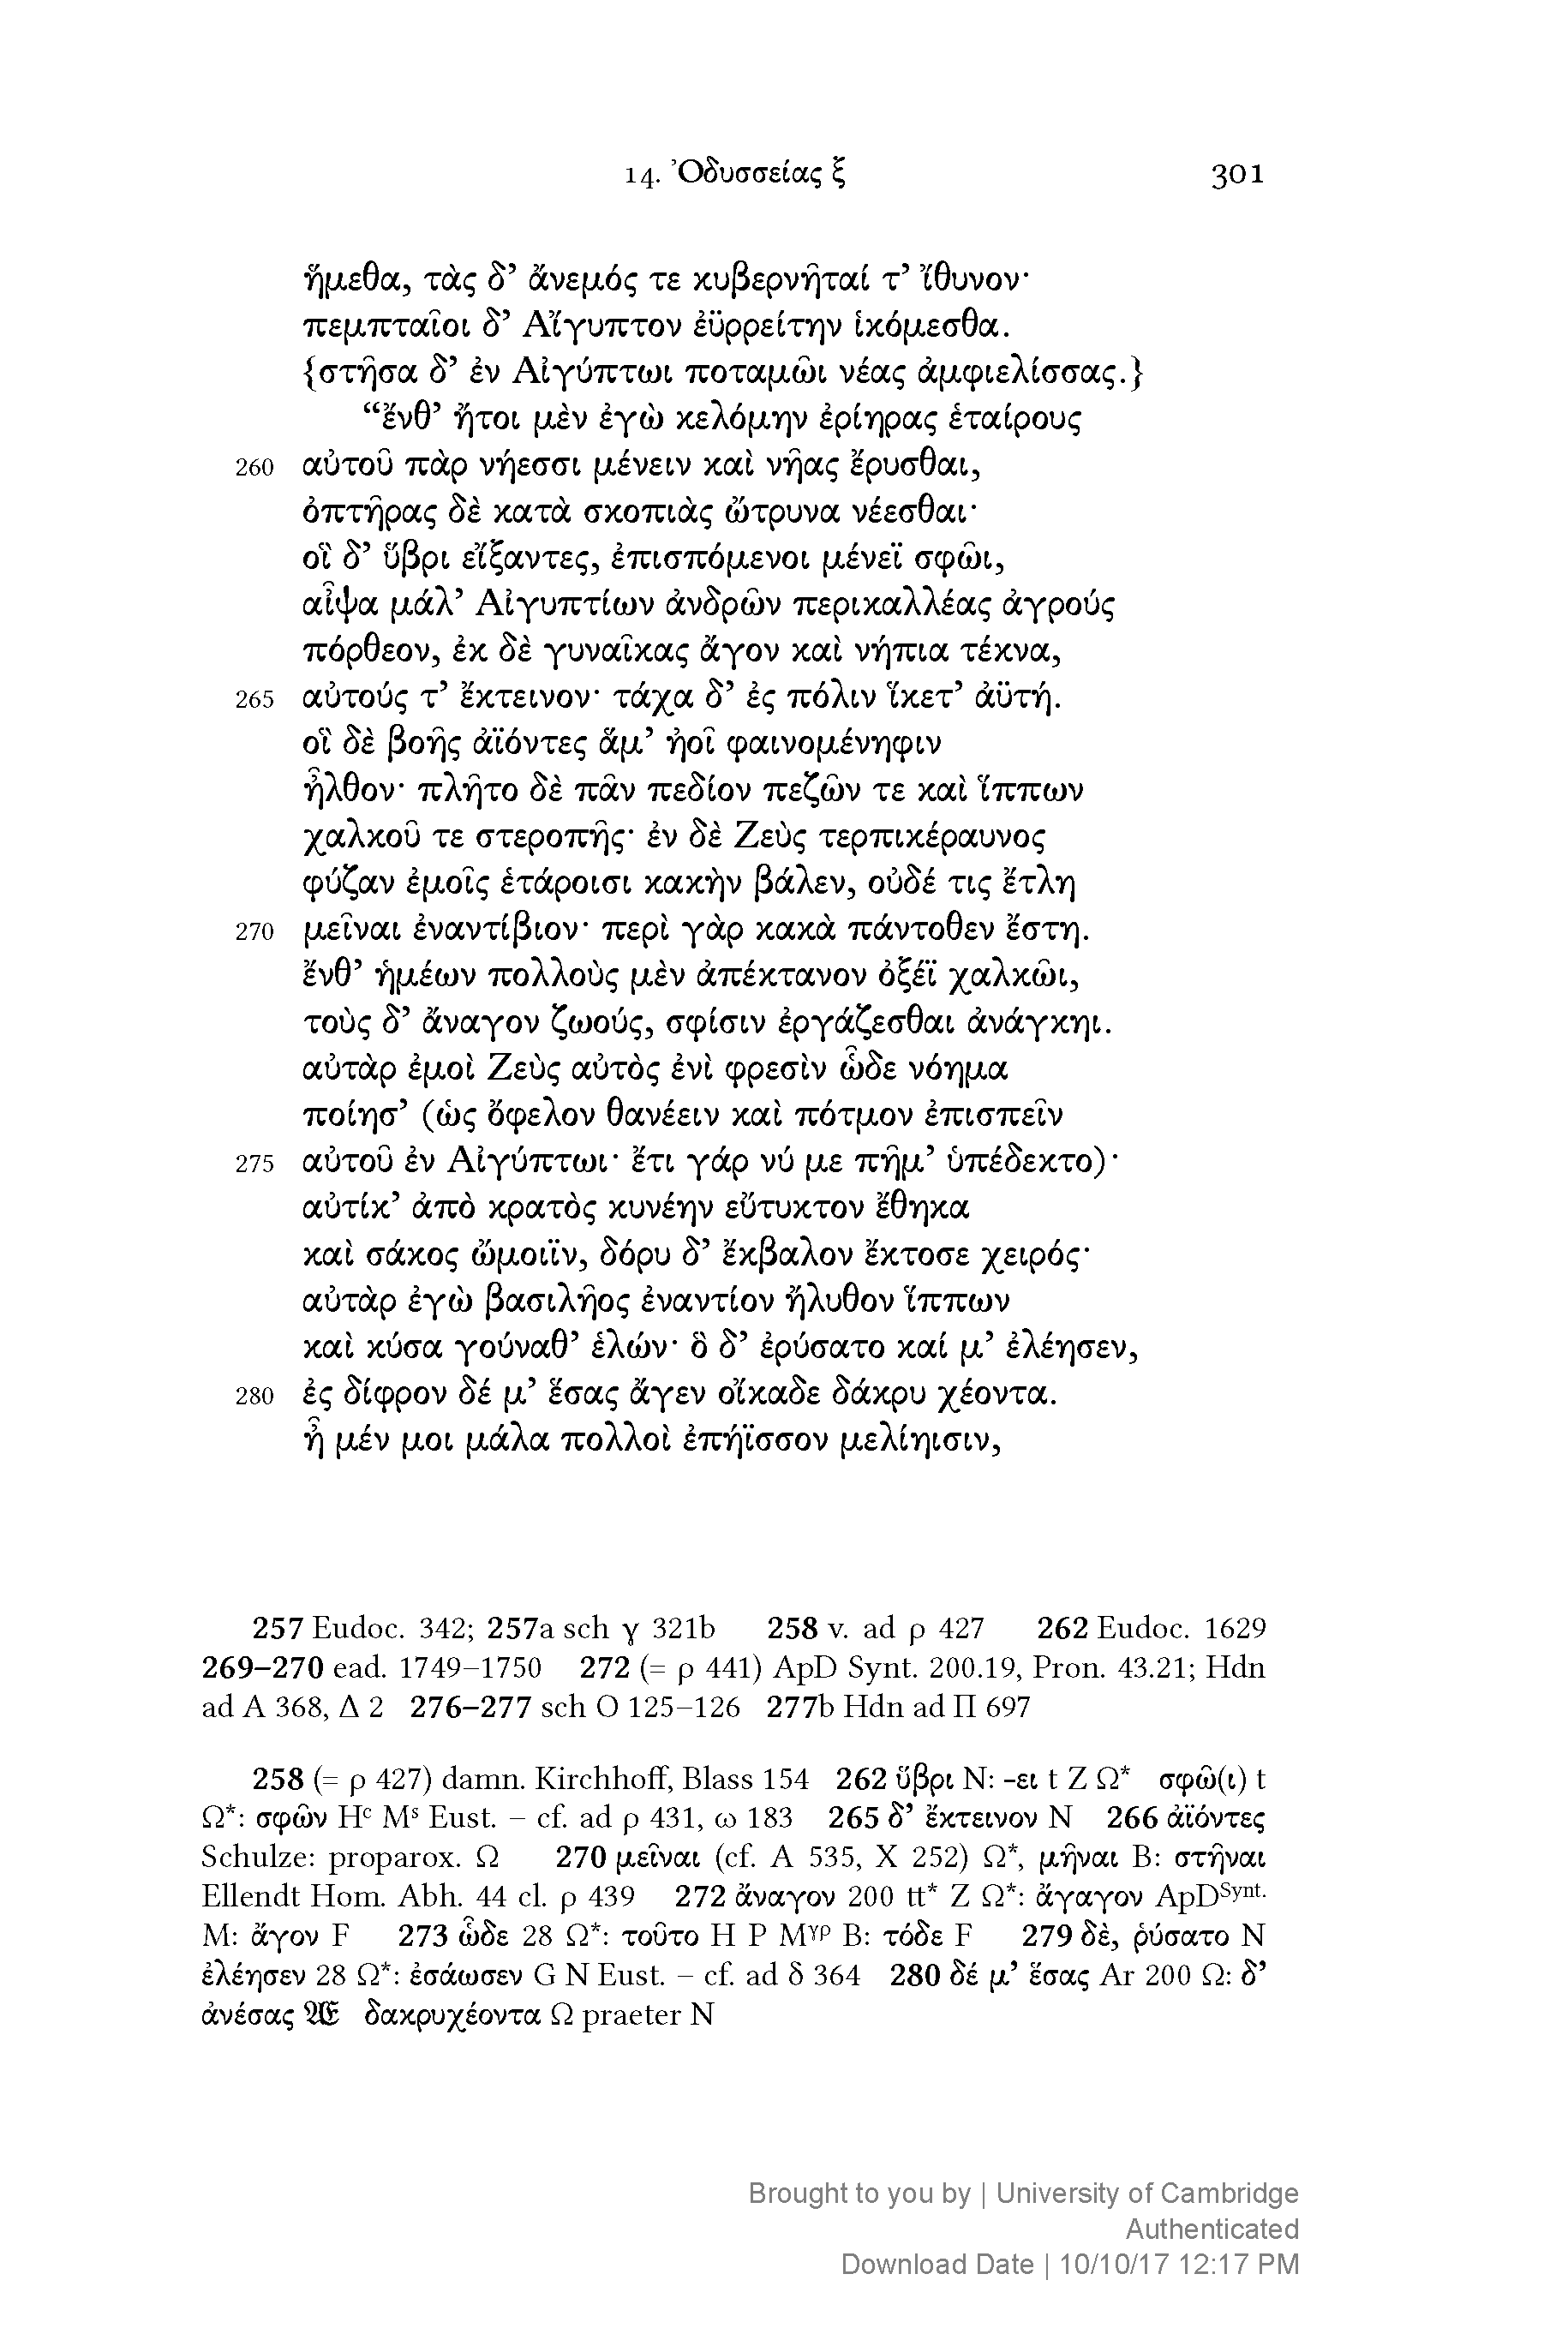 14. Ὀδυσσείας ξ 301
ἥμεθα, τὰς δ’ ἄνεμός τε κυβερνῆταί τ’ ἴθυνον·
πεμπταῖοι δ’ Αἴγυπτον ἐϋρρείτην ἱκόμεσθα.
{στῆσα δ’ ἐν Αἰγύπτωι ποταμῶι νέας ἀμφιελίσσας.}
“ἔνθ’ ἤτοι μὲν ἐγὼ κελόμην ἐρίηρας ἑταίρους
260 αὐτοῦ πὰρ νήεσσι μένειν καὶ νῆας ἔρυσθαι,
ὀπτῆρας δὲ κατὰ σκοπιὰς ὤτρυνα νέεσθαι·
οἳ δ’ ὕβρι εἴξαντες, ἐπισπόμενοι μένεϊ σφῶι,
αἶψα μάλ’ Αἰγυπτίων ἀνδρῶν περικαλλέας ἀγρούς
πόρθεον, ἐκ δὲ γυναῖκας ἄγον καὶ νήπια τέκνα,
265 αὐτούς τ’ ἔκτεινον· τάχα δ’ ἐς πόλιν ἵκετ’ ἀϋτή.
οἳ δὲ βοῆς ἀϊόντες ἅμ’ ἠοῖ φαινομένηφιν
ἦλθον· πλῆτο δὲ πᾶν πεδίον πεζῶν τε καὶ ἵππων
χαλκοῦ τε στεροπῆς· ἐν δὲ Ζεὺς τερπικέραυνος
φύζαν ἐμοῖς ἑτάροισι κακὴν βάλεν, οὐδέ τις ἔτλη
270 μεῖναι ἐναντίβιον· περὶ γὰρ κακὰ πάντοθεν ἔστη.
ἔνθ’ ἡμέων πολλοὺς μὲν ἀπέκτανον ὀξέϊ χαλκῶι,
τοὺς δ’ ἄναγον ζωούς, σφίσιν ἐργάζεσθαι ἀνάγκηι.
αὐτὰρ ἐμοὶ Ζεὺς αὐτὸς ἐνὶ φρεσὶν ὧδε νόημα
ποίησ’ (ὡς ὄφελον θανέειν καὶ πότμον ἐπισπεῖν
275 αὐτοῦ ἐν Αἰγύπτωι· ἔτι γάρ νύ με πῆμ’ ὑπέδεκτο)·
αὐτίκ’ ἀπὸ κρατὸς κυνέην εὔτυκτον ἔθηκα
καὶ σάκος ὤμοιϊν, δόρυ δ’ ἔκβαλον ἔκτοσε χειρός·
αὐτὰρ ἐγὼ βασιλῆος ἐναντίον ἤλυθον ἵππων
καὶ κύσα γούναθ’ ἑλών· ὃ δ’ ἐρύσατο καί μ’ ἐλέησεν,
280 ἐς δίφρον δέ μ’ ἕσας ἄγεν οἴκαδε δάκρυ χέοντα.
ἦ μέν μοι μάλα πολλοὶ ἐπήϊσσον μελίηισιν,
257 Eudoc. 342; 257a sch γ 321b 258 v. ad ρ 427 262 Eudoc. 1629
269–270 ead. 1749–1750 272 (= ρ 441) ApD Synt. 200.19, Pron. 43.21; Hdn
ad Α 368, Δ 2 276–277 sch Ο 125–126 277b Hdn ad Π 697
258 (= ρ 427) damn. Kirchhoff, Blass 154 262 ὕβρι N: -ει t Z Ω* σφῶ(ι) t
Ω*: σφῶν Hᶜ Mˢ Eust. – cf. ad ρ 431, ω 183 265 δ’ ἔκτεινον N 266 ἀϊόντες
Schulze: proparox. Ω 270 μεῖναι (cf. Α 535, Χ 252) Ω*, μῆναι B: στῆναι
Ellendt Hom. Abh. 44 cl. ρ 439 272 ἄναγον 200 tt* Z Ω*: ἄγαγον ApDSynt.
M: ἄγον F 273 ὧδε 28 Ω*: τοῦτο H P Mγρ B: τόδε F 279 δὲ, ῥύσατο N
ἐλέησεν 28 Ω*: ἐσάωσεν G N Eust. – cf. ad δ 364 280 δέ μ’ ἕσας Ar 200 Ω: δ’
ἀνέσας 𝔄𝔈 δακρυχέοντα Ω praeter N
Brought to you by | University of Cambridge
Authenticated
Download Date | 10/10/17 12:17 PM